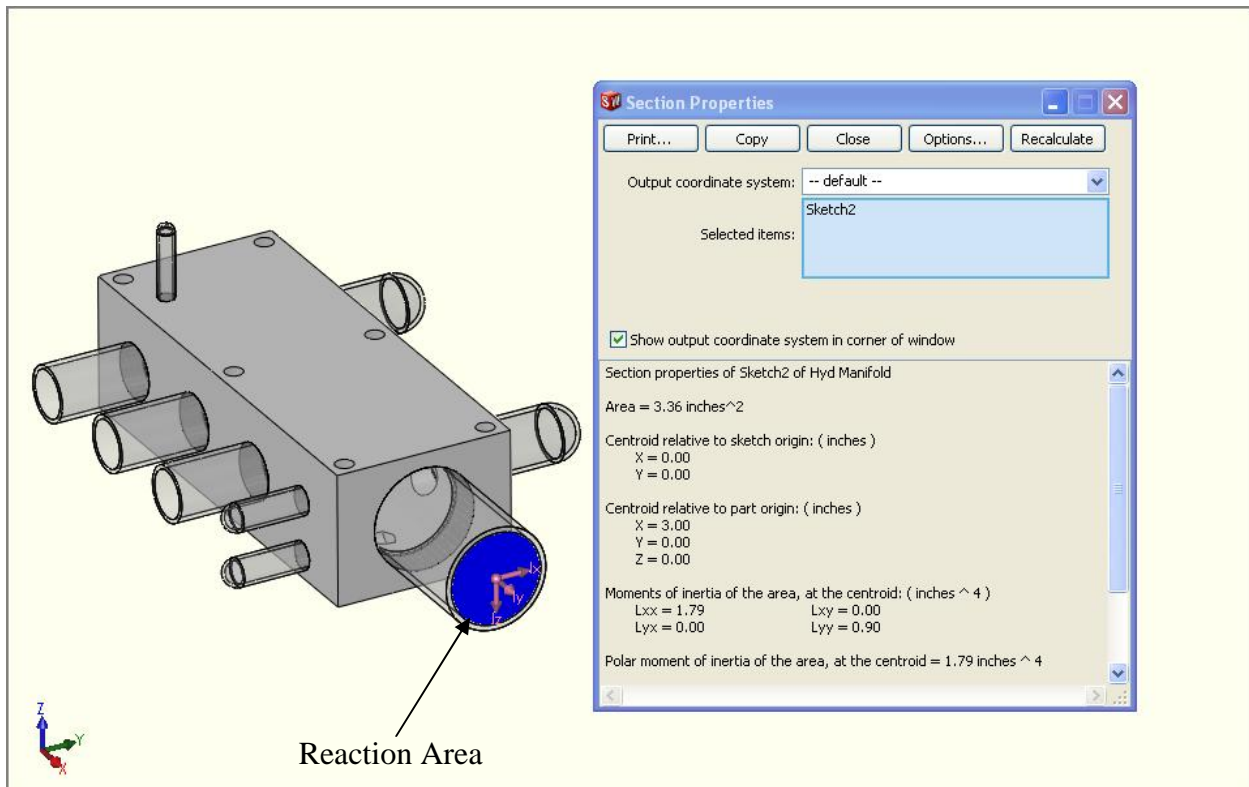 Section Properties
Print... Copy Close Options... Recalculate
Output coordinate system: -- default --
Sketch2
Selected items:
Show output coordinate system in corner of window
Section properties of Sketch2 of Hyd Manifold
Area = 3.36 inches^2
Centroid relative to sketch origin: ( inches )
X = 0.00
Y = 0.00
Centroid relative to part origin: ( inches )
X = 3.00
Y = 0.00
Z = 0.00
Moments of inertia of the area, at the centroid: ( inches ^ 4 )
Lxx = 1.79 Lxy = 0.00
Lyx = 0.00 Lyy = 0.90
Polar moment of inertia of the area, at the centroid = 1.79 inches ^ 4
Ix
Iy
Iz
Z
Y
X
Reaction Area